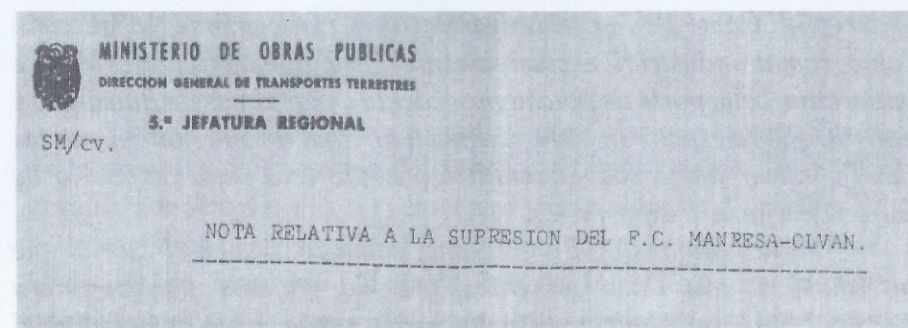 MINISTERIO DE OBRAS PUBLICAS
DIRECCION GENERAL DE TRANSPORTES TERRESTRES
5.ª JEFATURA REGIONAL
SM/cv.
NOTA RELATIVA A LA SUPRESION DEL F.C. MANRESA-OLVAN.